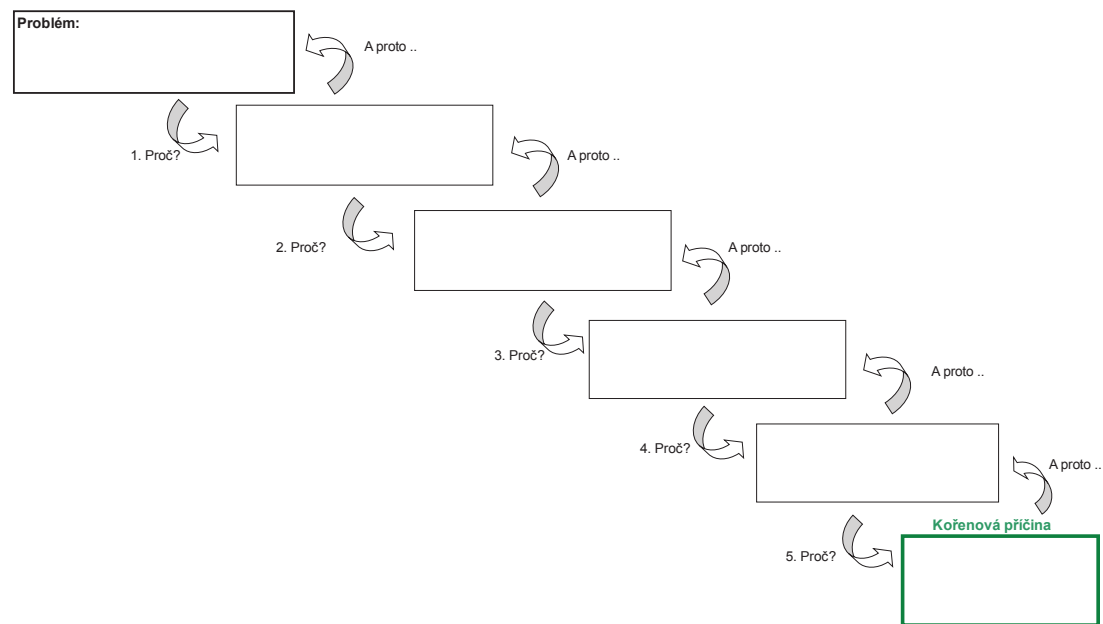 Problém:
A proto ..
1. Proč?
A proto ..
2. Proč?
A proto ..
3. Proč?
A proto ..
4. Proč?
A proto ..
Kořenová příčina
5. Proč?